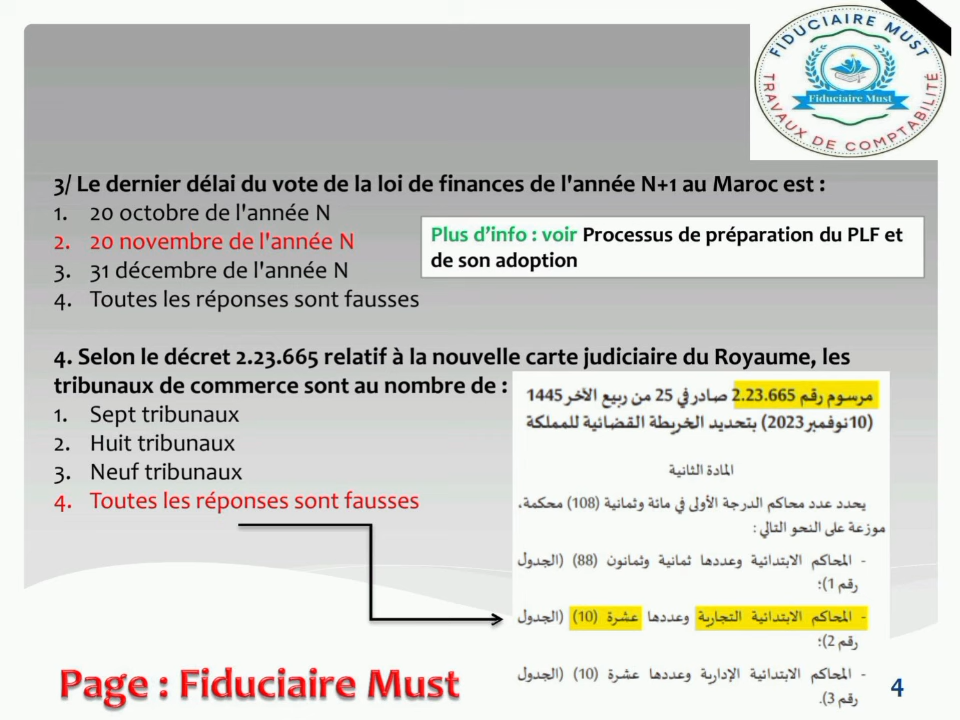 FIDUCIAIRE MUST
Fiduciaire Must
TRAVAUX DE COMPTABILITÉ
3/ Le dernier délai du vote de la loi de finances de l'année N+1 au Maroc est :
1. 20 octobre de l'année N
2. 20 novembre de l'année N
3. 31 décembre de l'année N
4. Toutes les réponses sont fausses
Plus d'info : voir Processus de préparation du PLF et
de son adoption
4. Selon le décret 2.23.665 relatif à la nouvelle carte judiciaire du Royaume, les
tribunaux de commerce sont au nombre de :
1. Sept tribunaux
2. Huit tribunaux
3. Neuf tribunaux
4. Toutes les réponses sont fausses
مرسوم رقم 2.23.665 صادر في 25 من ربيع الآخر 1445
(10 نوفمبر 2023) بتحديد الخريطة القضائية للمملكة
المادة الثانية
يحدد عدد محاكم الدرجة الأولى في مائة وثمانية (108) محكمة،
موزعة على النحو التالي :
- المحاكم الابتدائية وعددها ثمانية وثمانون (88) (الجدول
رقم 1)؛
- المحاكم الابتدائية التجارية وعددها عشرة (10) (الجدول
رقم 2)؛
- المحاكم الابتدائية الإدارية وعددها عشرة (10) (الجدول
رقم 3).
Page : Fiduciaire Must
4